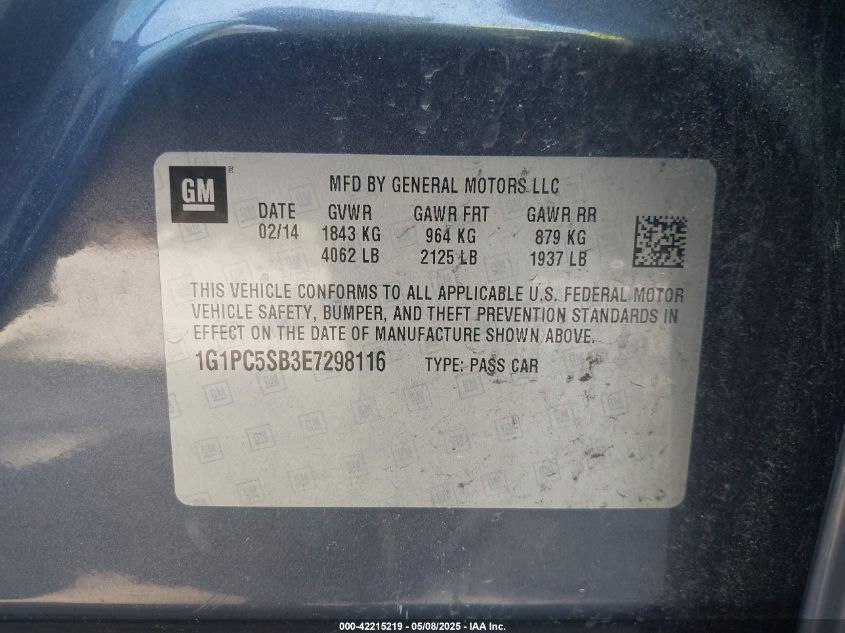 GM
MFD BY GENERAL MOTORS LLC
DATE GVWR GAWR FRT GAWR RR
02/14 1843 KG 964 KG 879 KG
4062 LB 2125 LB 1937 LB
THIS VEHICLE CONFORMS TO ALL APPLICABLE U.S. FEDERAL MOTOR
VEHICLE SAFETY, BUMPER, AND THEFT PREVENTION STANDARDS IN
EFFECT ON THE DATE OF MANUFACTURE SHOWN ABOVE.
1G1PC5SB3E7298116 TYPE: PASS CAR
000-42215219 - 05/08/2025 - IAA Inc.